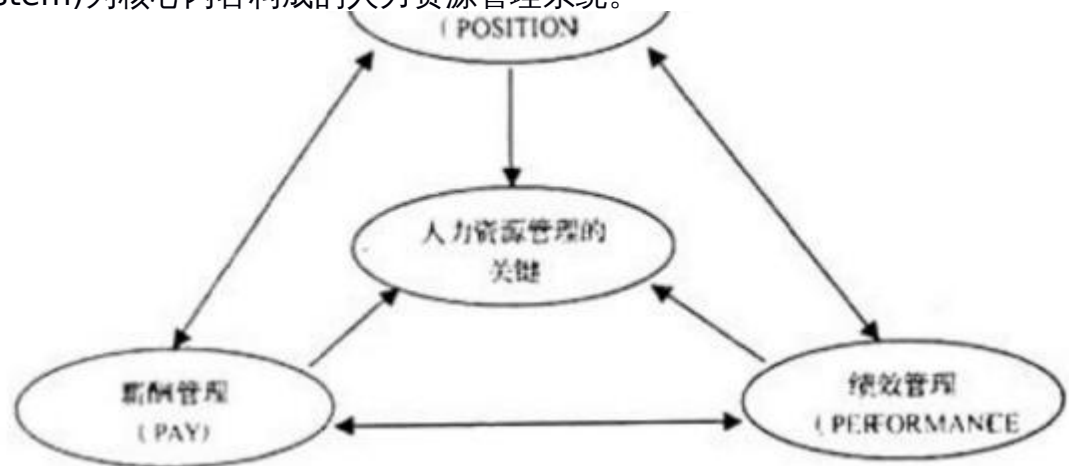 stem)为核心内容构成的人力资源管理系统。
( POSITION
人力资源管理的
关键
薪酬管理
( PAY)
绩效管理
( PERFORMANCE